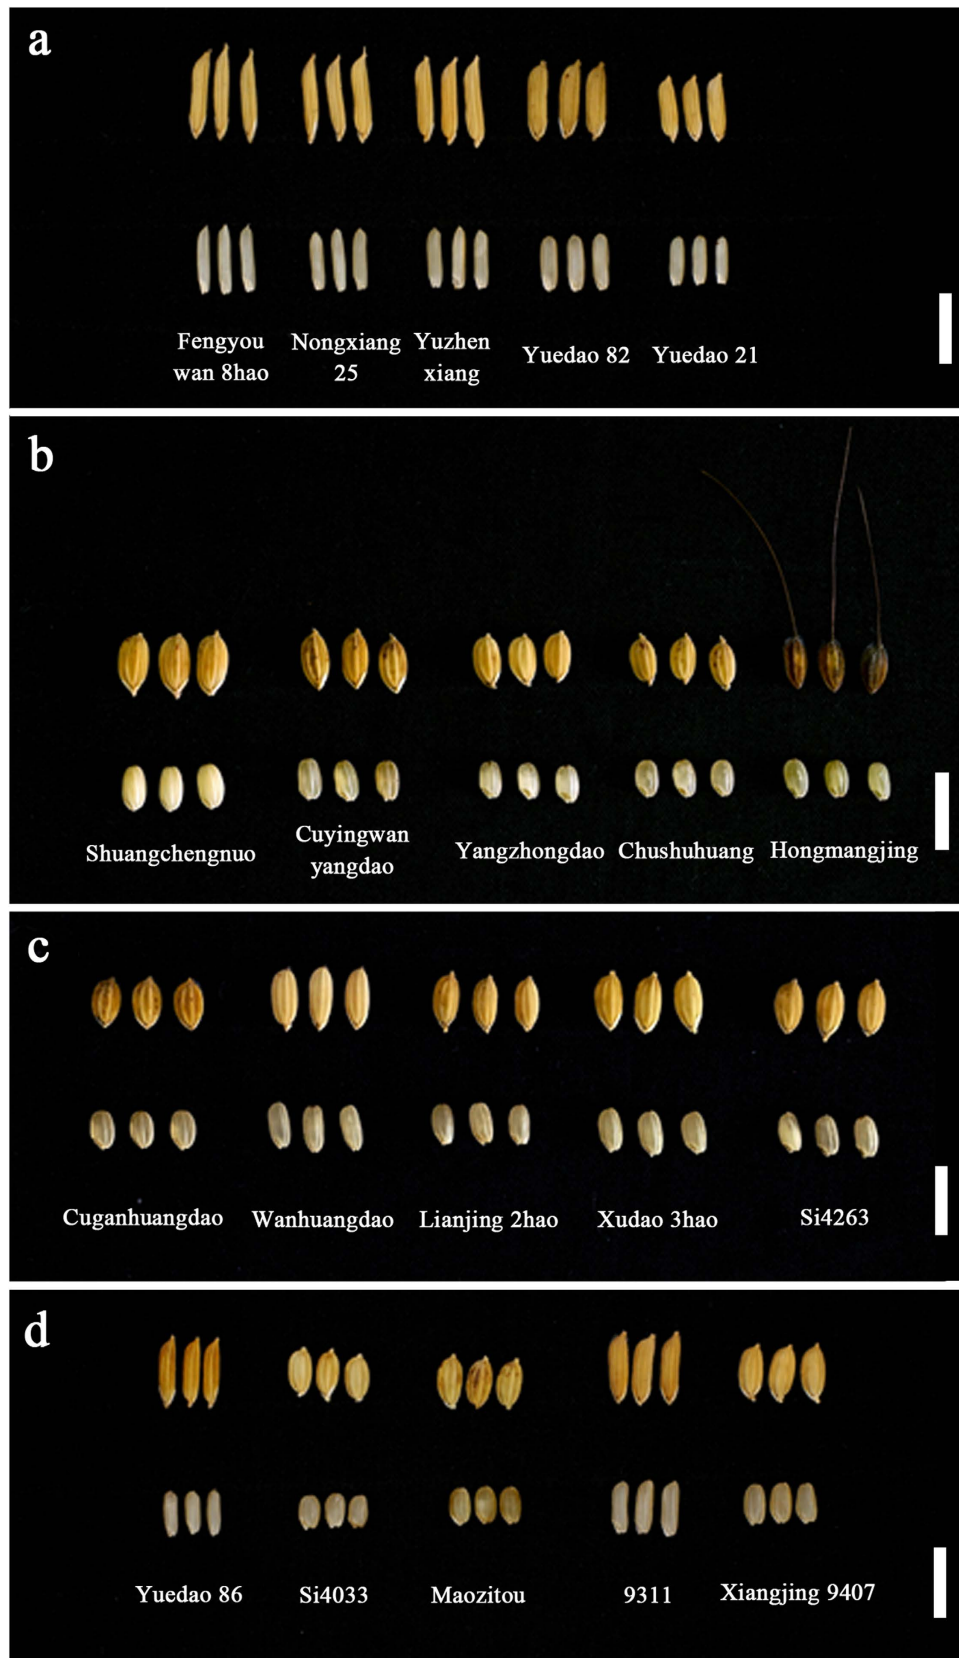 a
Fengyou
wan 8hao
Nongxiang
25
Yuzhen
xiang
Yuedao 82
Yuedao 21
b
Shuangchengnuo
Cuyingwan
yangdao
Yangzhongdao
Chushuhuang
Hongmangjing
c
Cuganhuangdao
Wanhuangdao
Lianjing 2hao
Xudao 3hao
Si4263
d
Yuedao 86
Si4033
Maozitou
9311
Xiangjing 9407